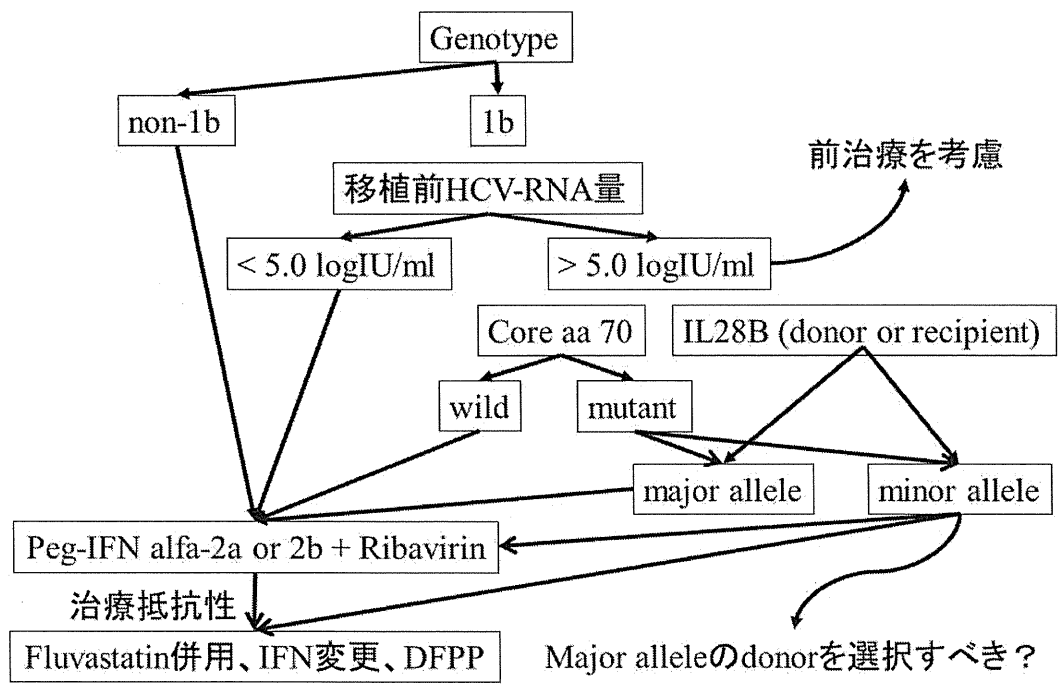 Genotype
non-1b
1b
前治療を考慮
移植前HCV-RNA量
< 5.0 logIU/ml
> 5.0 logIU/ml
Core aa 70
IL28B (donor or recipient)
wild
mutant
major allele
minor allele
Peg-IFN alfa-2a or 2b + Ribavirin
治療抵抗性
Fluvastatin併用、IFN変更、DFPP
Major alleleのdonorを選択すべき？